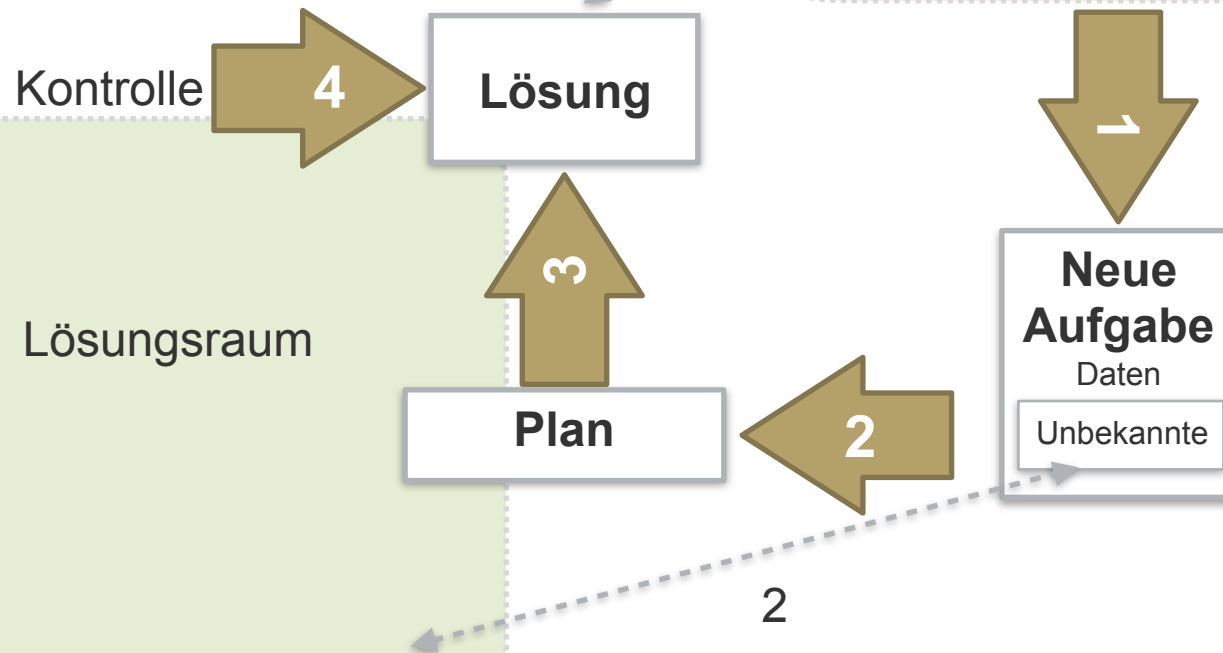 Kontrolle
4
Lösung
1
3
Neue
Aufgabe
Daten
Unbekannte
Lösungsraum
Plan
2
2